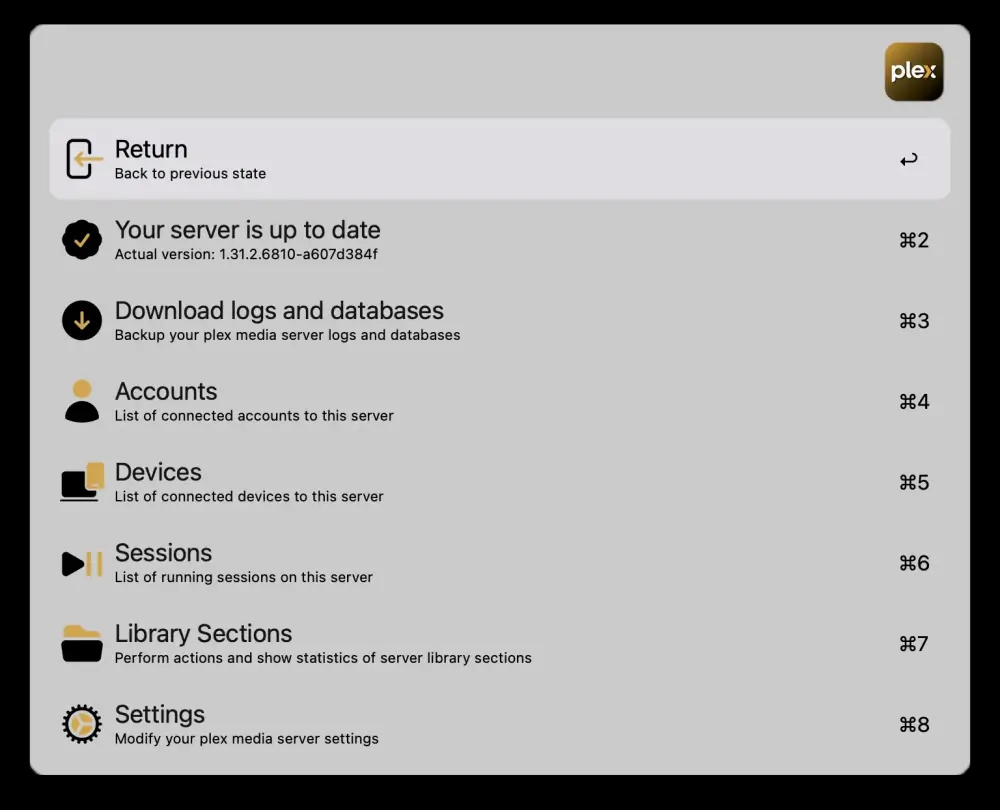 plex
Return
Back to previous state
↩
Your server is up to date
Actual version: 1.31.2.6810-a607d384f
⌘2
Download logs and databases
Backup your plex media server logs and databases
⌘3
Accounts
List of connected accounts to this server
⌘4
Devices
List of connected devices to this server
⌘5
Sessions
List of running sessions on this server
⌘6
Library Sections
Perform actions and show statistics of server library sections
⌘7
Settings
Modify your plex media server settings
⌘8